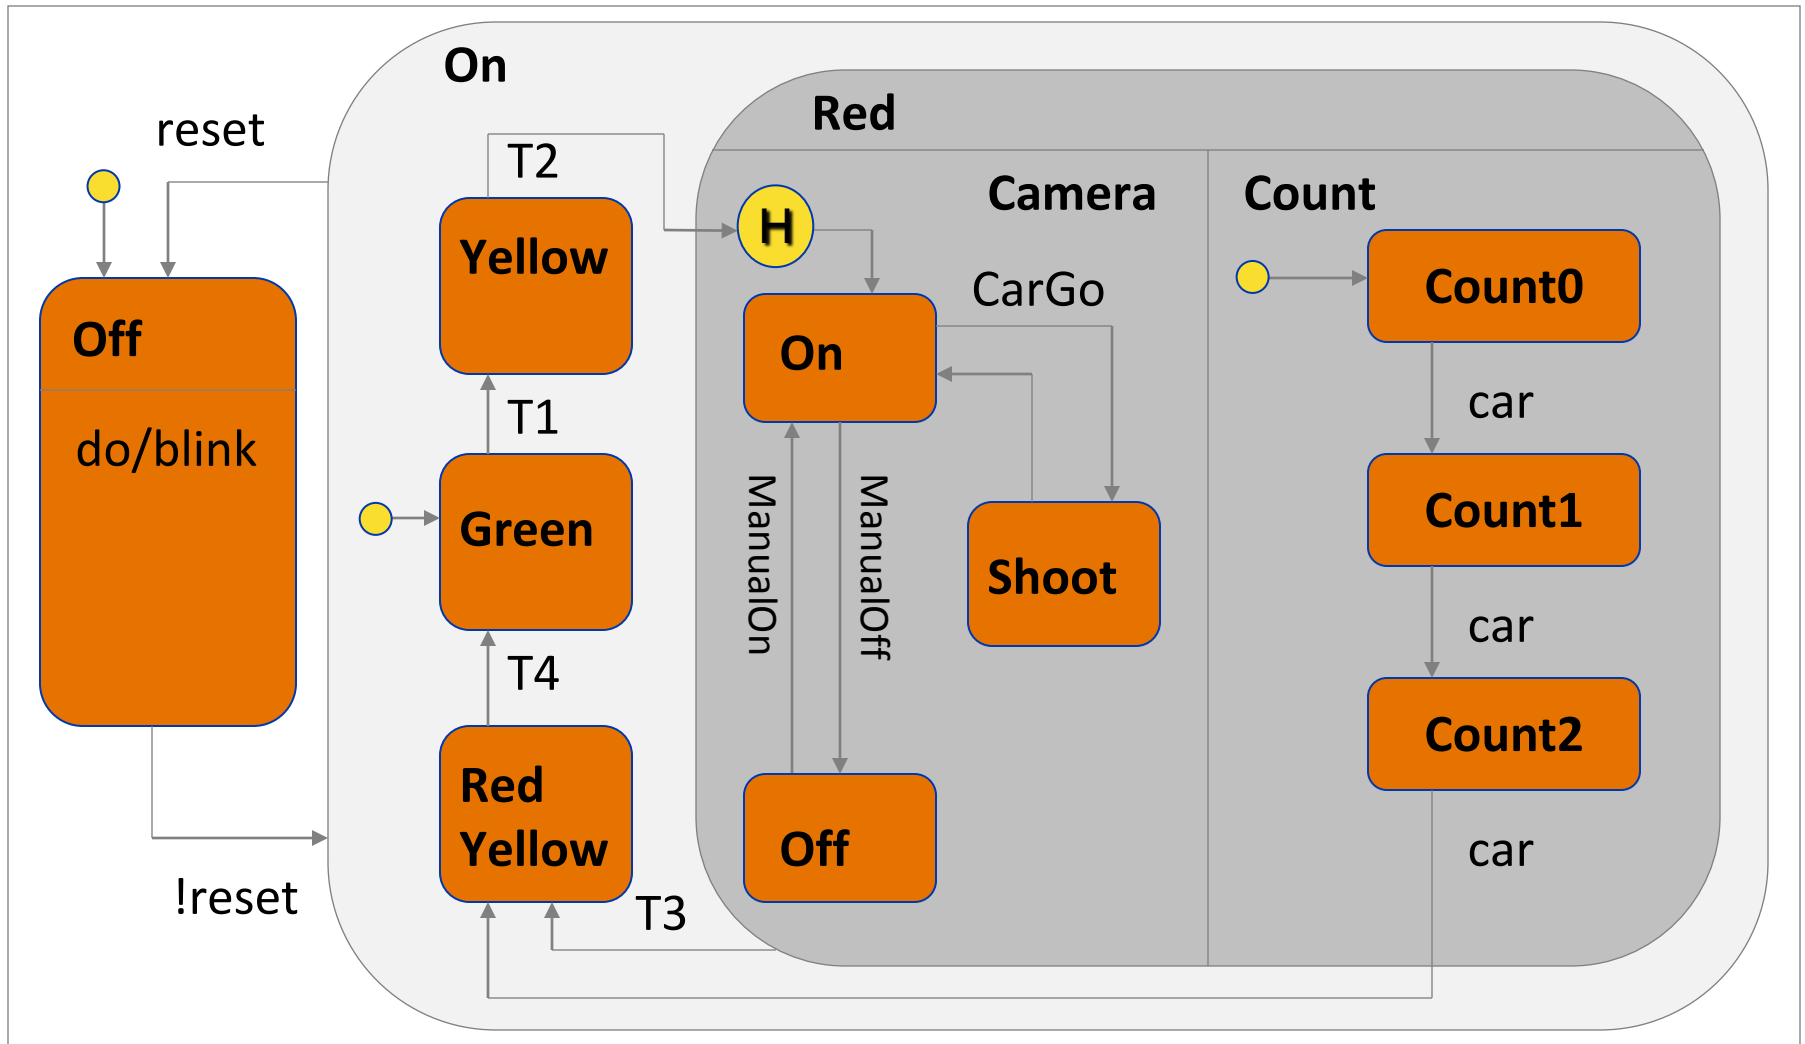 On
Red
reset
T2
Camera
Count
H
Yellow
CarGo
Count0
Off
On
do/blink
T1
car
ManualOn
ManualOff
Green
Count1
Shoot
T4
car
Red
Yellow
Count2
Off
car
!reset
T3